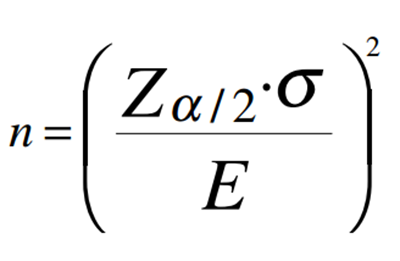 n = ( Zα/2·σ / E )²